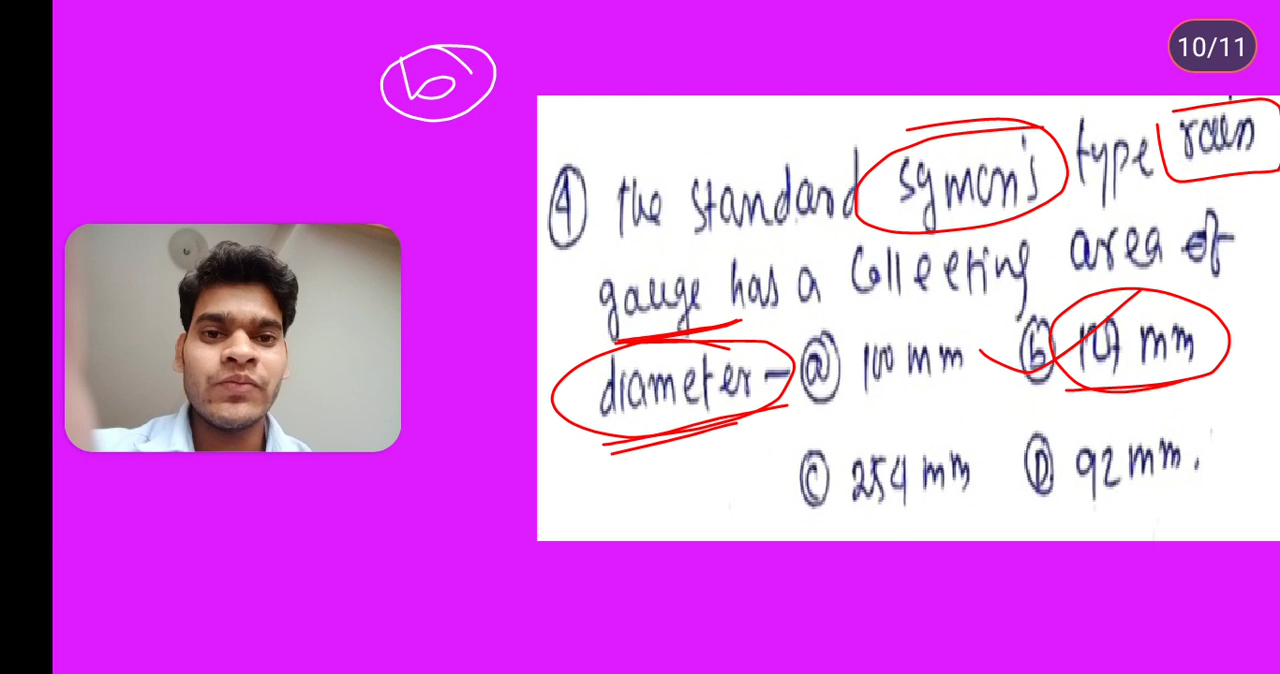 10/11
b
④ the standard symon's type rain
gauge has a collecting area of
diameter - ⓐ 100 mm ⓑ 127 mm
ⓒ 254 mm Ⓓ 92 mm.